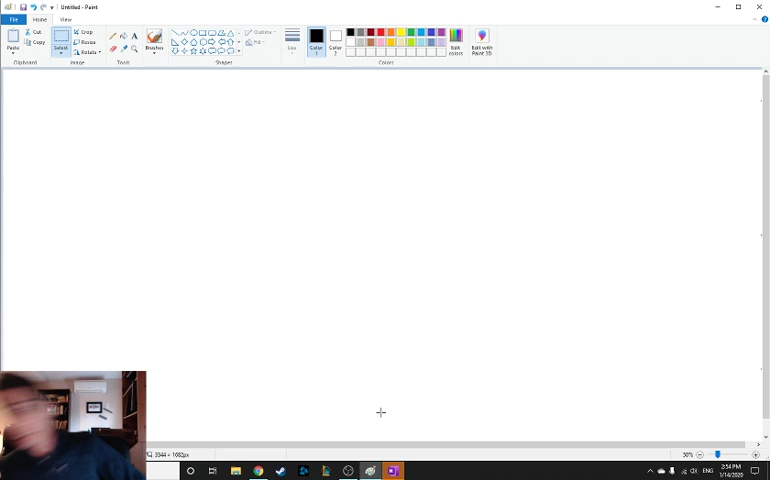 Untitled - Paint
File Home View
Paste Cut Copy Select Crop Resize Rotate Brushes Size Outline Fill Color 1 Color 2 Edit colors Edit with Paint 3D
Clipboard Image Tools Shapes Colors
3344 × 1662px 30%
ENG 2:54 PM
1/14/2020